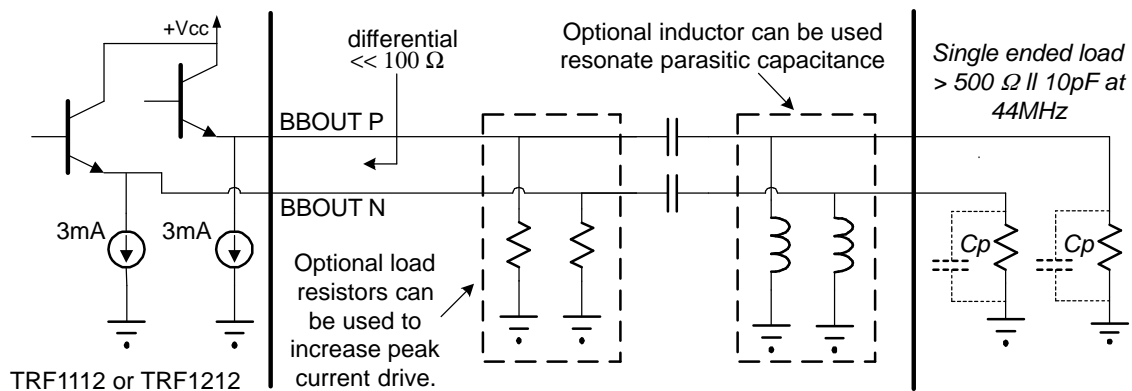 +Vcc
differential
<< 100 Ω
Optional inductor can be used
resonate parasitic capacitance
Single ended load
> 500 Ω ll 10pF at
44MHz
BBOUT P
BBOUT N
3mA
3mA
Optional load
resistors can
be used to
increase peak
current drive.
Cp
Cp
TRF1112 or TRF1212